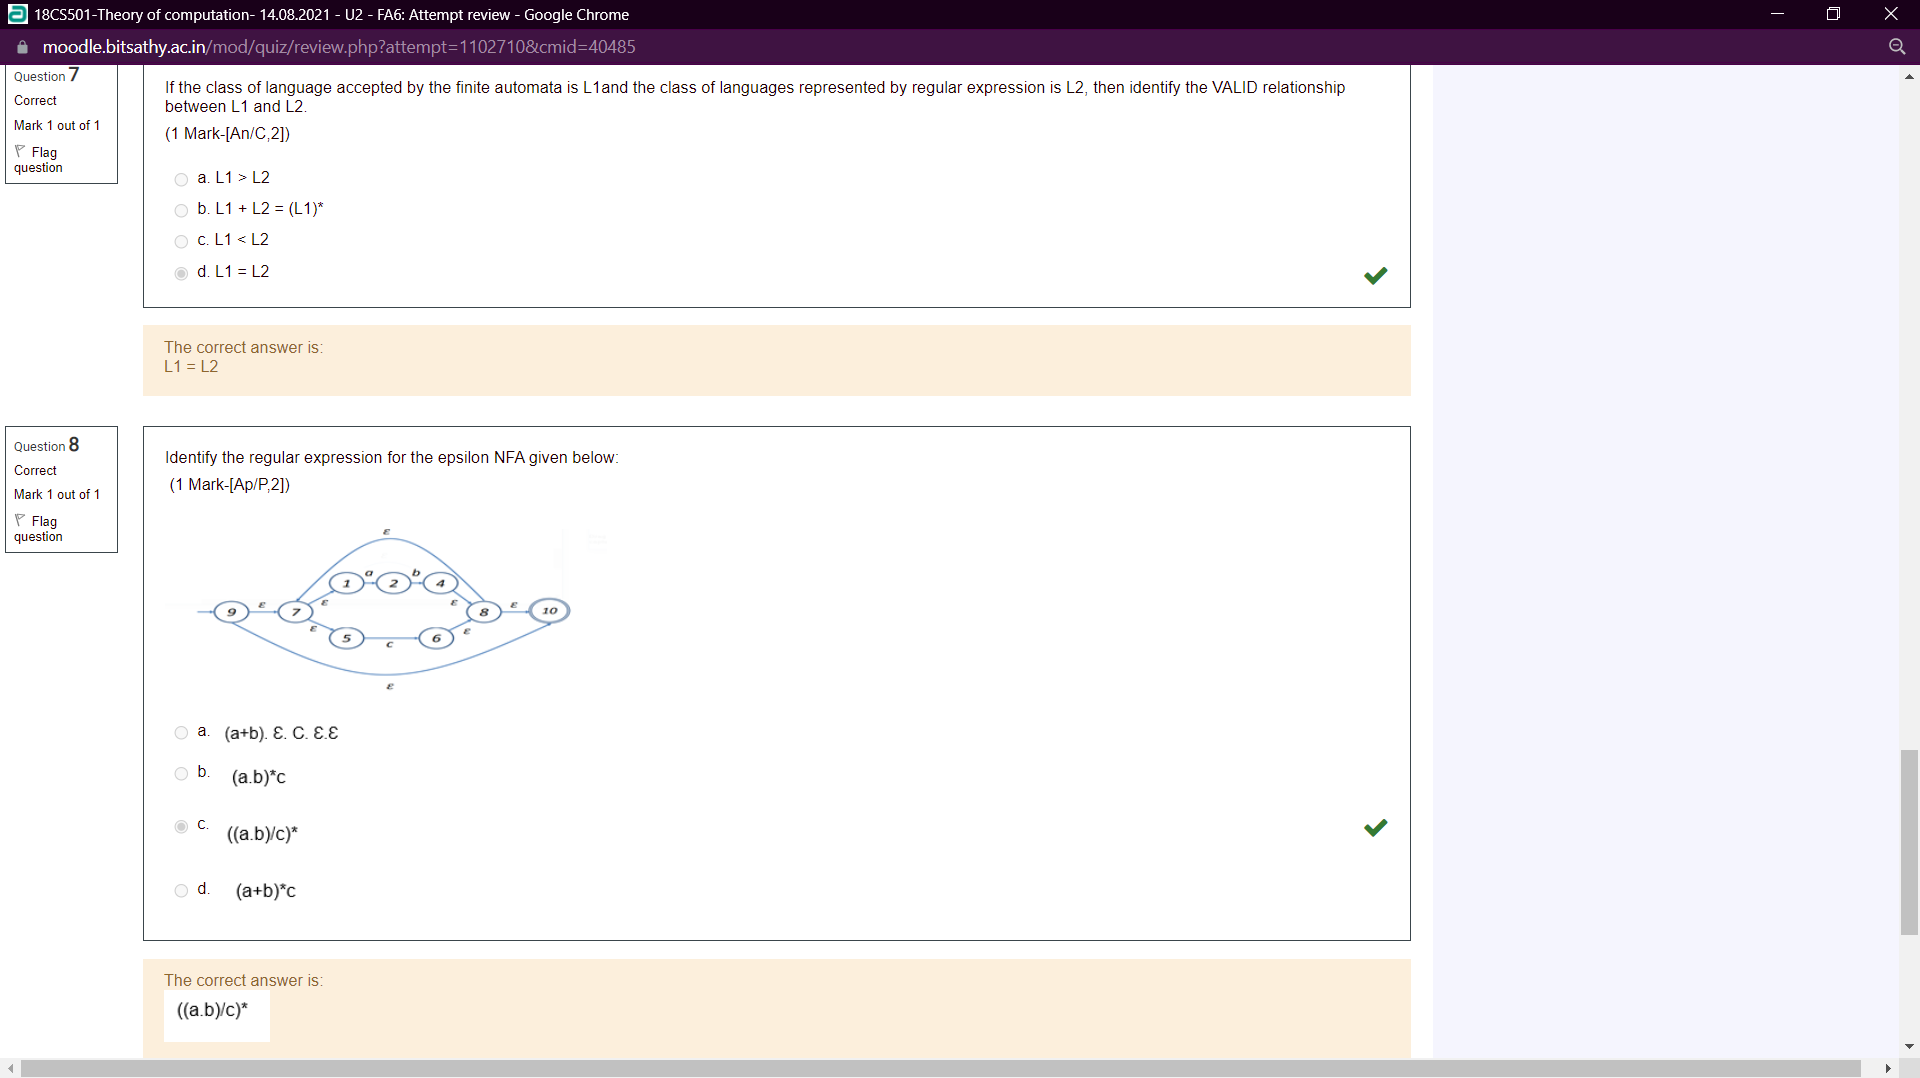 18CS501-Theory of computation- 14.08.2021 - U2 - FA6: Attempt review - Google Chrome
moodle.bitsathy.ac.in/mod/quiz/review.php?attempt=1102710&cmid=40485
Question 7
Correct
Mark 1 out of 1
Flag
question
If the class of language accepted by the finite automata is L1and the class of languages represented by regular expression is L2, then identify the VALID relationship
between L1 and L2.
(1 Mark-[An/C,2])
a. L1 > L2
b. L1 + L2 = (L1)*
c. L1 < L2
d. L1 = L2
The correct answer is:
L1 = L2
Question 8
Correct
Mark 1 out of 1
Flag
question
Identify the regular expression for the epsilon NFA given below:
(1 Mark-[Ap/P,2])
ε
1 a 2 b 4
9 ε 7 ε ε 8 ε 10
ε 5 c 6 ε
ε
a. (a+b). Ɛ. C. Ɛ.Ɛ
b. (a.b)*c
c. ((a.b)/c)*
d. (a+b)*c
The correct answer is:
((a.b)/c)*